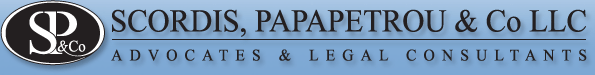 SP
&Co
SCORDIS, PAPAPETROU & Co LLC
ADVOCATES & LEGAL CONSULTANTS